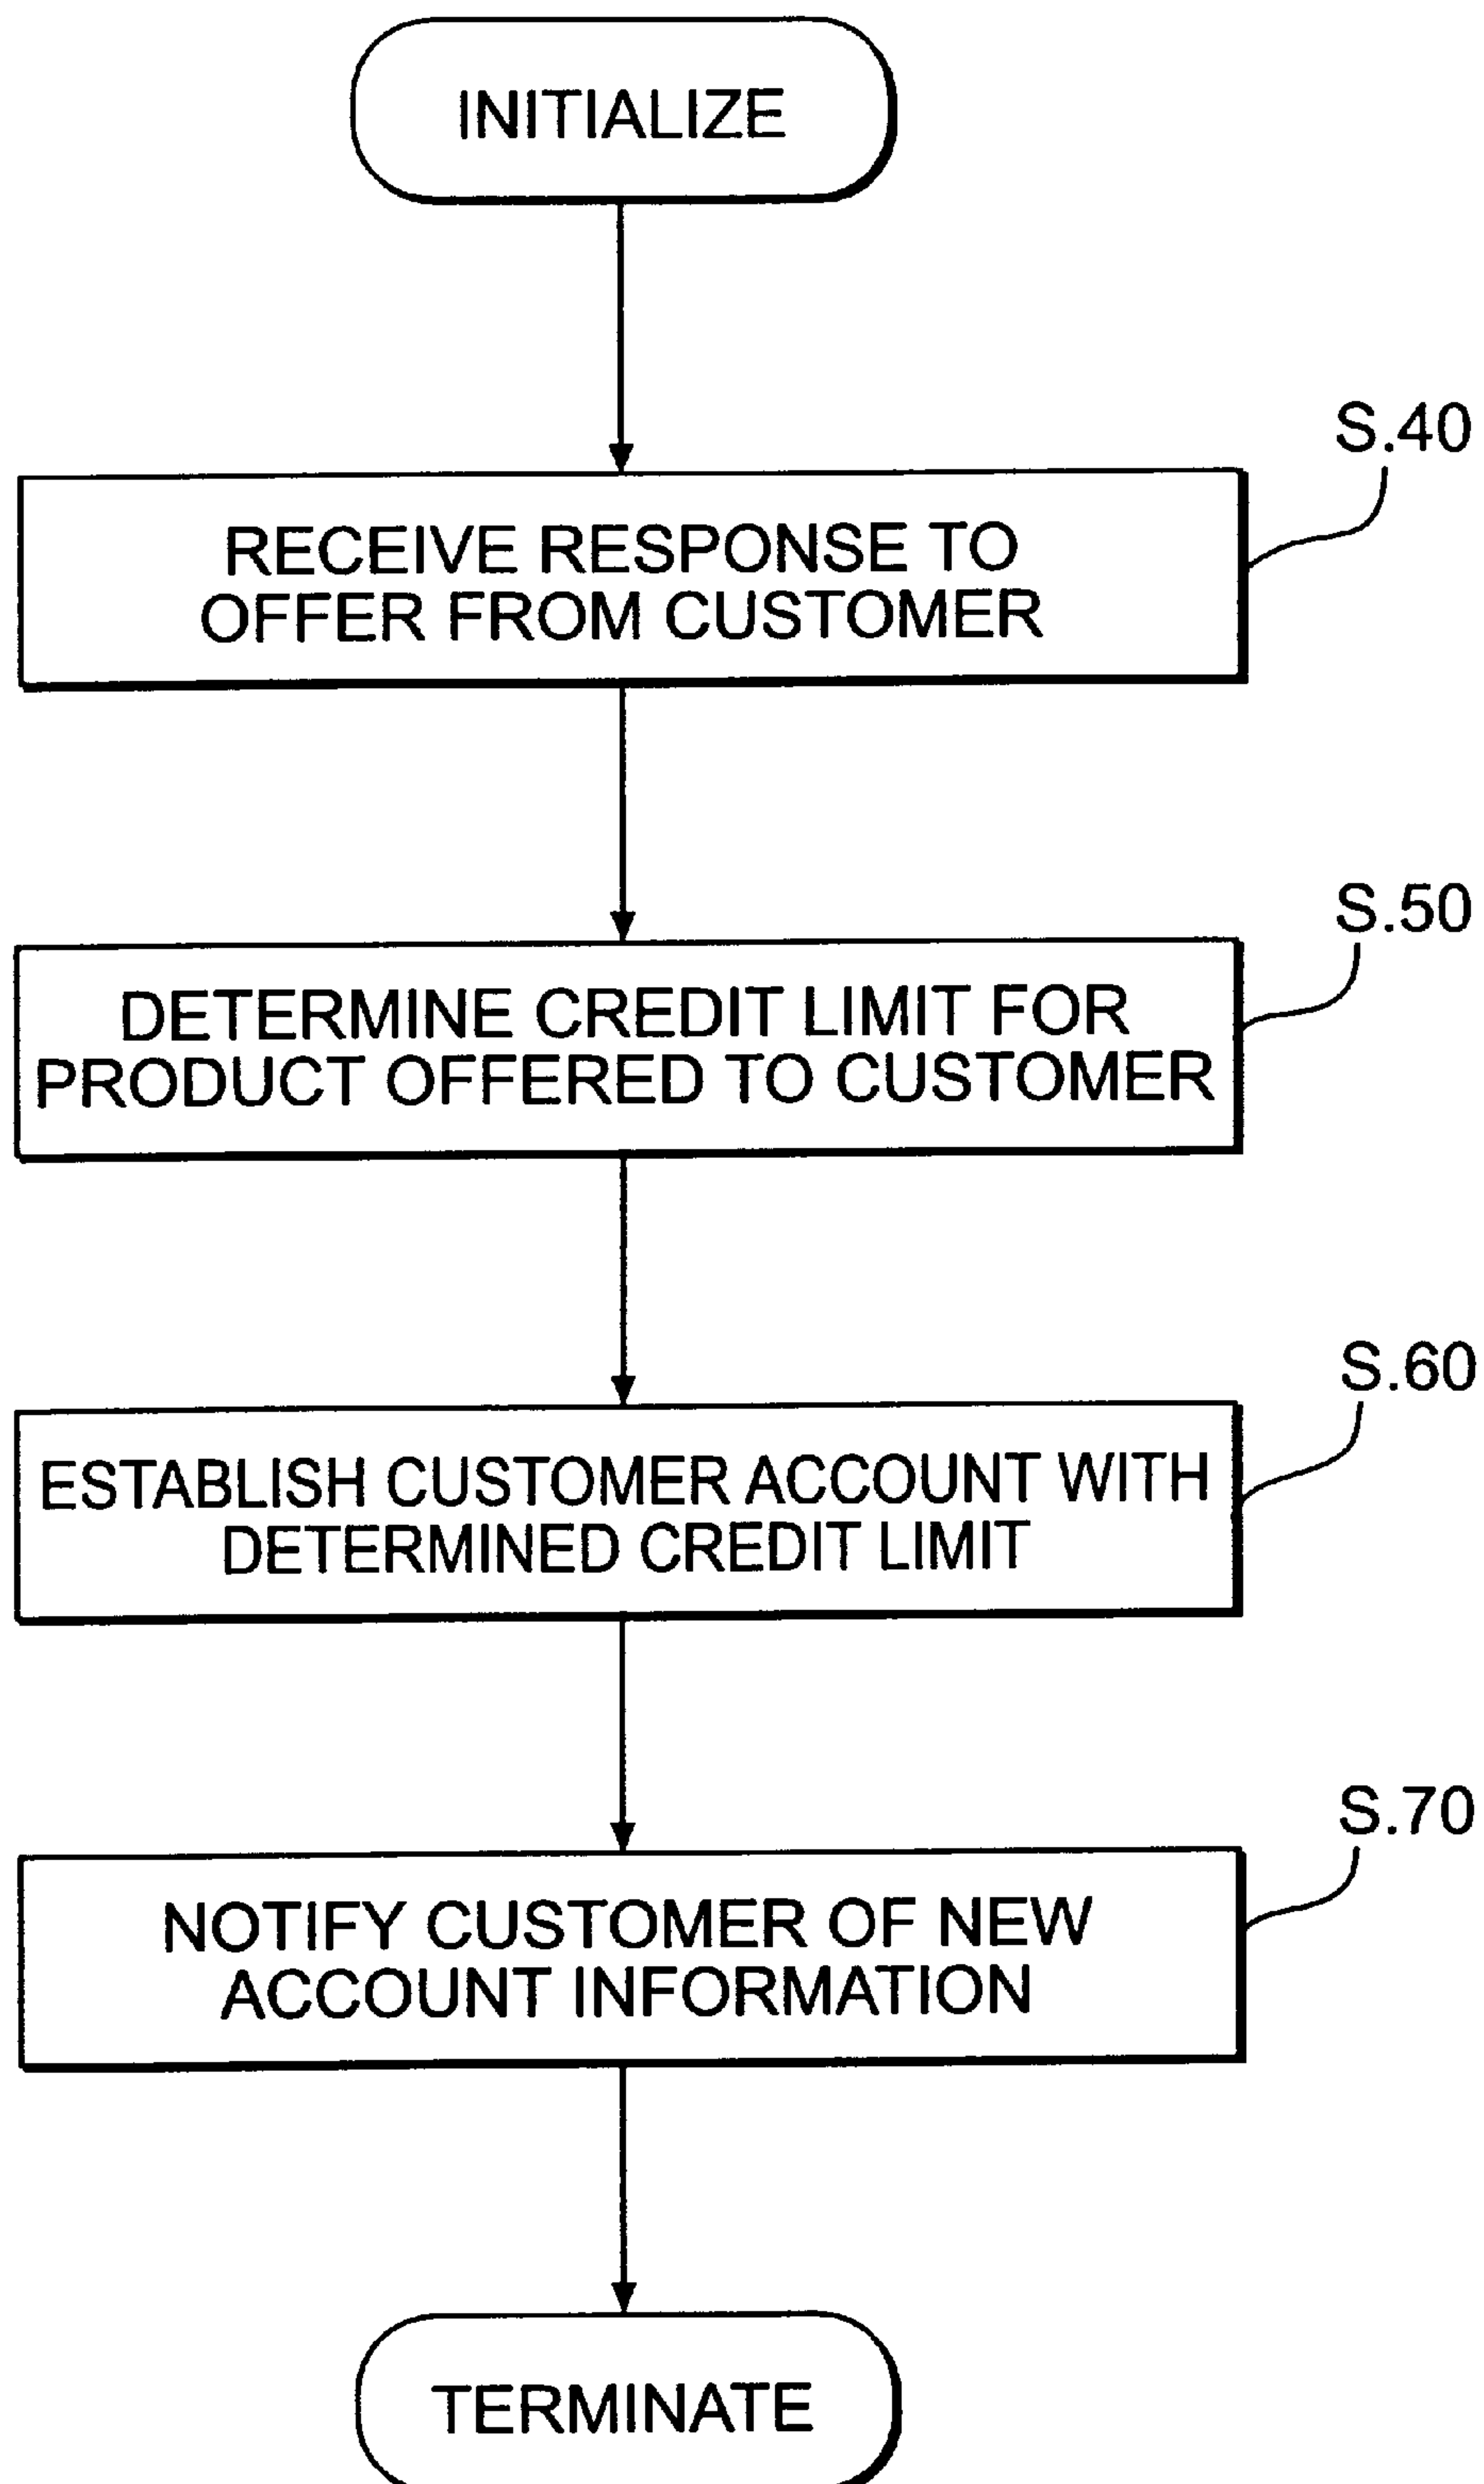 INITIALIZE
S.40
RECEIVE RESPONSE TO
OFFER FROM CUSTOMER
S.50
DETERMINE CREDIT LIMIT FOR
PRODUCT OFFERED TO CUSTOMER
S.60
ESTABLISH CUSTOMER ACCOUNT WITH
DETERMINED CREDIT LIMIT
S.70
NOTIFY CUSTOMER OF NEW
ACCOUNT INFORMATION
TERMINATE